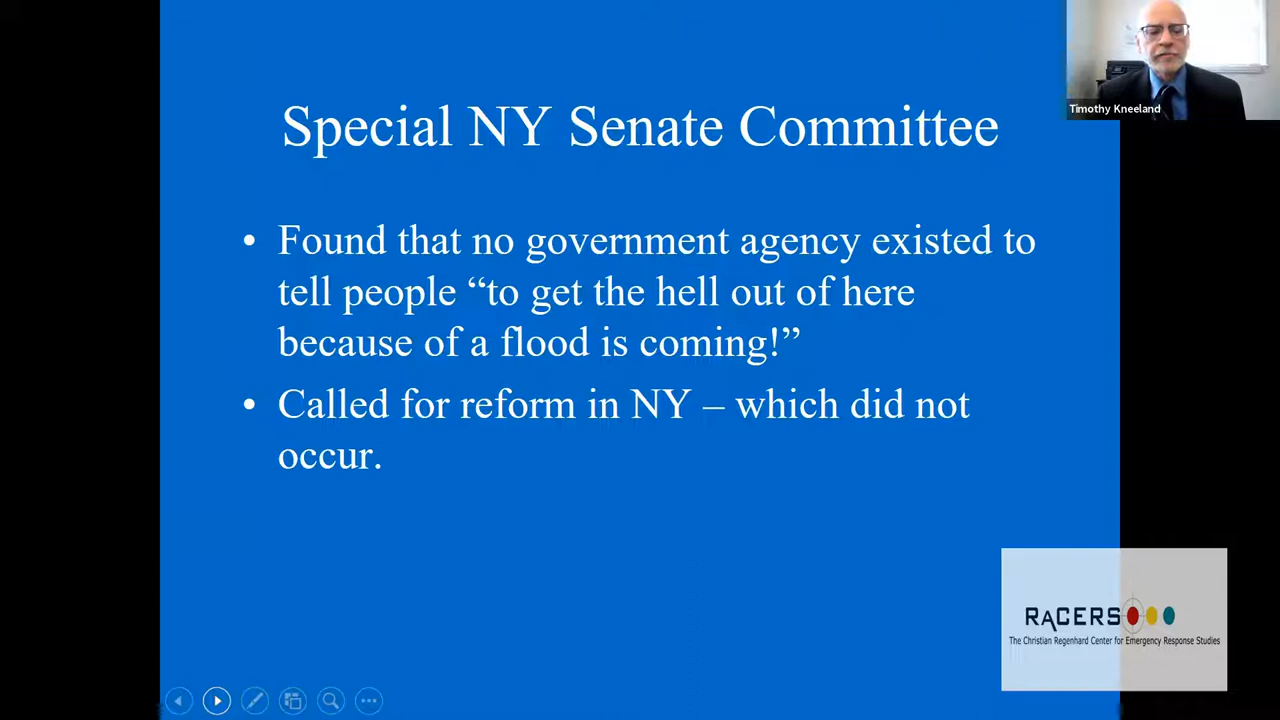 Special NY Senate Committee
• Found that no government agency existed to
tell people “to get the hell out of here
because of a flood is coming!”
• Called for reform in NY – which did not
occur.
Timothy Kneeland
RaCERS
The Christian Regenhard Center for Emergency Response Studies